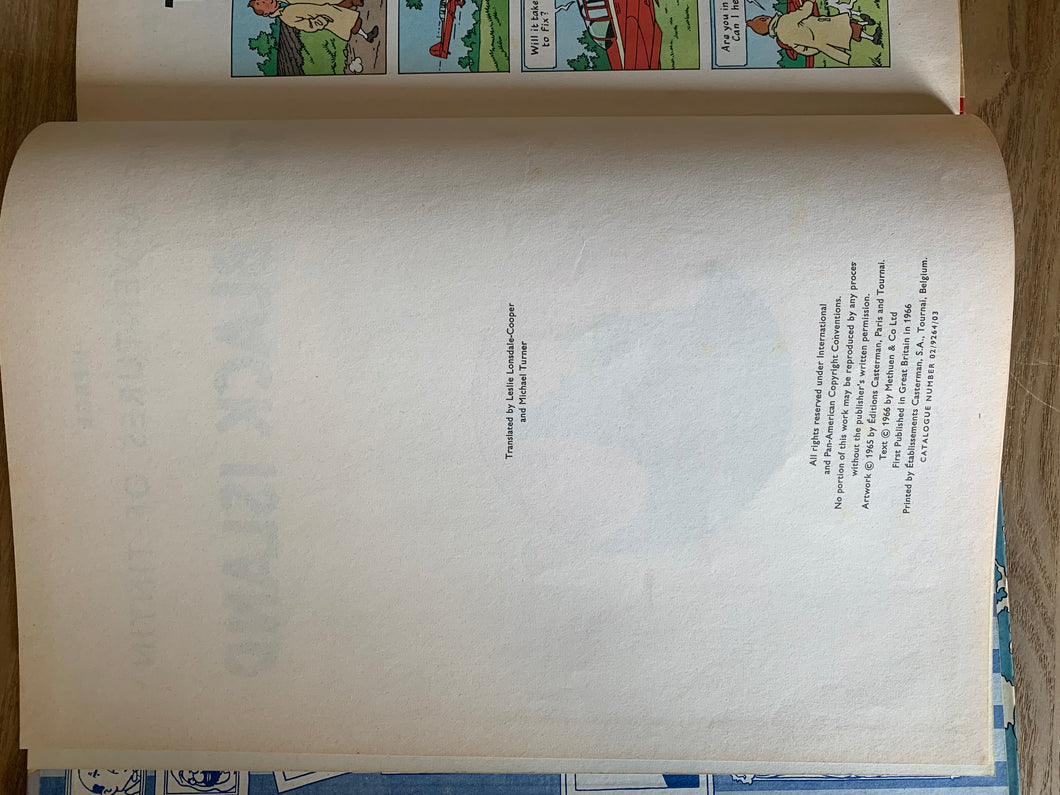 Will it take
to fix?
Are you in
Can I he
Translated by Leslie Lonsdale-Cooper
and Michael Turner
All rights reserved under International
and Pan-American Copyright Conventions.
No portion of this work may be reproduced by any proces
without the publisher's written permission.
Artwork © 1965 by Éditions Casterman, Paris and Tournai.
Text © 1966 by Methuen & Co Ltd
First Published in Great Britain in 1966
Printed by Établissements Casterman, S.A., Tournai, Belgium.
CATALOGUE NUMBER 02/9264/03